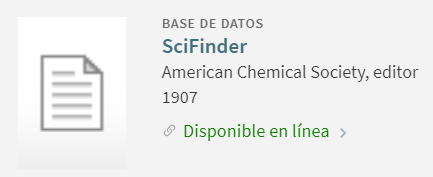 BASE DE DATOS
SciFinder
American Chemical Society, editor
1907
Disponible en línea